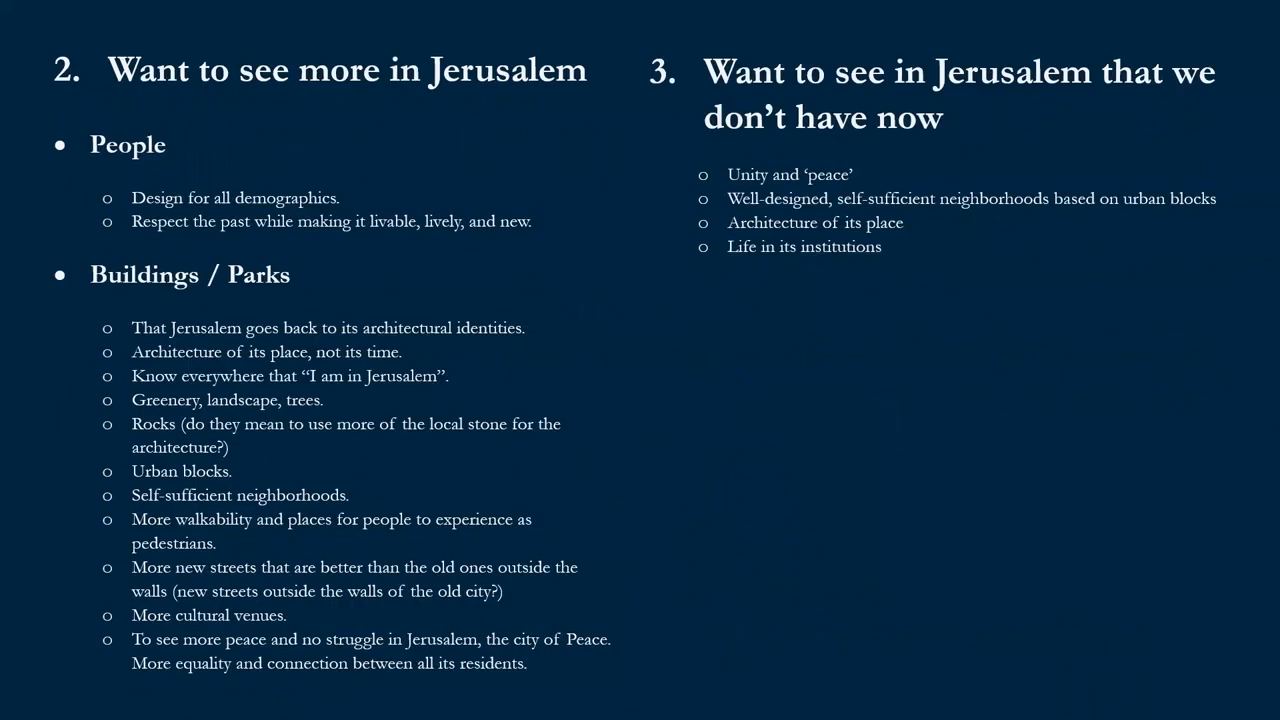 2. Want to see more in Jerusalem
• People
o Design for all demographics.
o Respect the past while making it livable, lively, and new.
• Buildings / Parks
o That Jerusalem goes back to its architectural identities.
o Architecture of its place, not its time.
o Know everywhere that “I am in Jerusalem”.
o Greenery, landscape, trees.
o Rocks (do they mean to use more of the local stone for the
architecture?)
o Urban blocks.
o Self-sufficient neighborhoods.
o More walkability and places for people to experience as
pedestrians.
o More new streets that are better than the old ones outside the
walls (new streets outside the walls of the old city?)
o More cultural venues.
o To see more peace and no struggle in Jerusalem, the city of Peace.
More equality and connection between all its residents.
3. Want to see in Jerusalem that we
don’t have now
o Unity and ‘peace’
o Well-designed, self-sufficient neighborhoods based on urban blocks
o Architecture of its place
o Life in its institutions